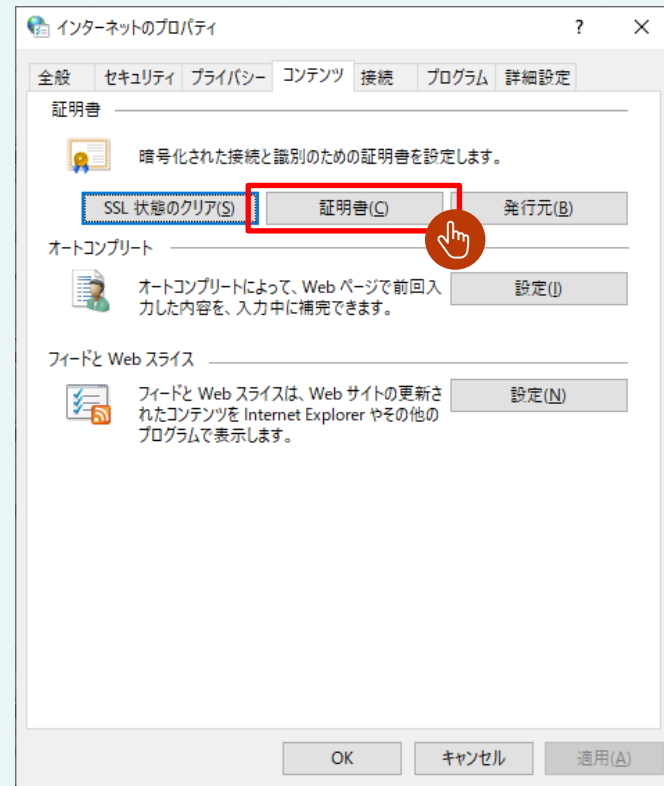 インターネットのプロパティ
?
全般 セキュリティ プライバシー コンテンツ 接続 プログラム 詳細設定
証明書
暗号化された接続と識別のための証明書を設定します。
SSL 状態のクリア(S) 証明書(C) 発行元(B)
オートコンプリート
オートコンプリートによって、Web ページで前回入
力した内容を、入力中に補完できます。
設定(I)
フィードと Web スライス
フィードと Web スライスは、Web サイトの更新さ
れたコンテンツを Internet Explorer やその他の
プログラムで表示します。
設定(N)
OK キャンセル 適用(A)